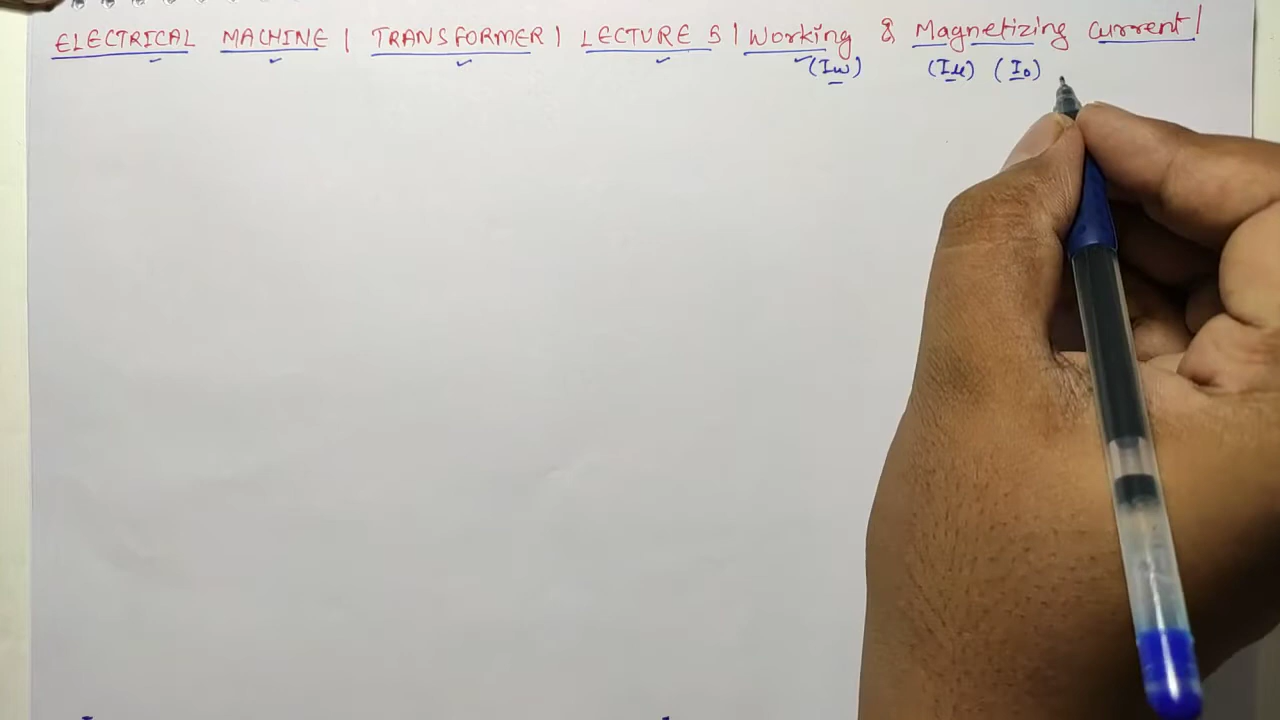 ELECTRICAL MACHINE | TRANSFORMER | LECTURE 5 | Working & Magnetizing current |
(Iw) (Iμ) (I0)